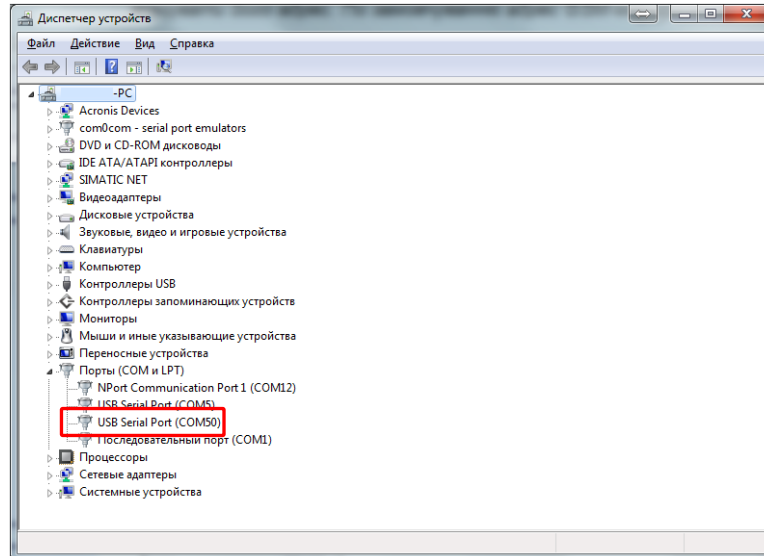 Диспетчер устройств
Файл Действие Вид Справка
-PC
Acronis Devices
com0com - serial port emulators
DVD и CD-ROM дисководы
IDE ATA/ATAPI контроллеры
SIMATIC NET
Видеоадаптеры
Дисковые устройства
Звуковые, видео и игровые устройства
Клавиатуры
Компьютер
Контроллеры USB
Контроллеры запоминающих устройств
Мониторы
Мыши и иные указывающие устройства
Переносные устройства
Порты (COM и LPT)
NPort Communication Port 1 (COM12)
USB Serial Port (COM5)
USB Serial Port (COM50)
Последовательный порт (COM1)
Процессоры
Сетевые адаптеры
Системные устройства